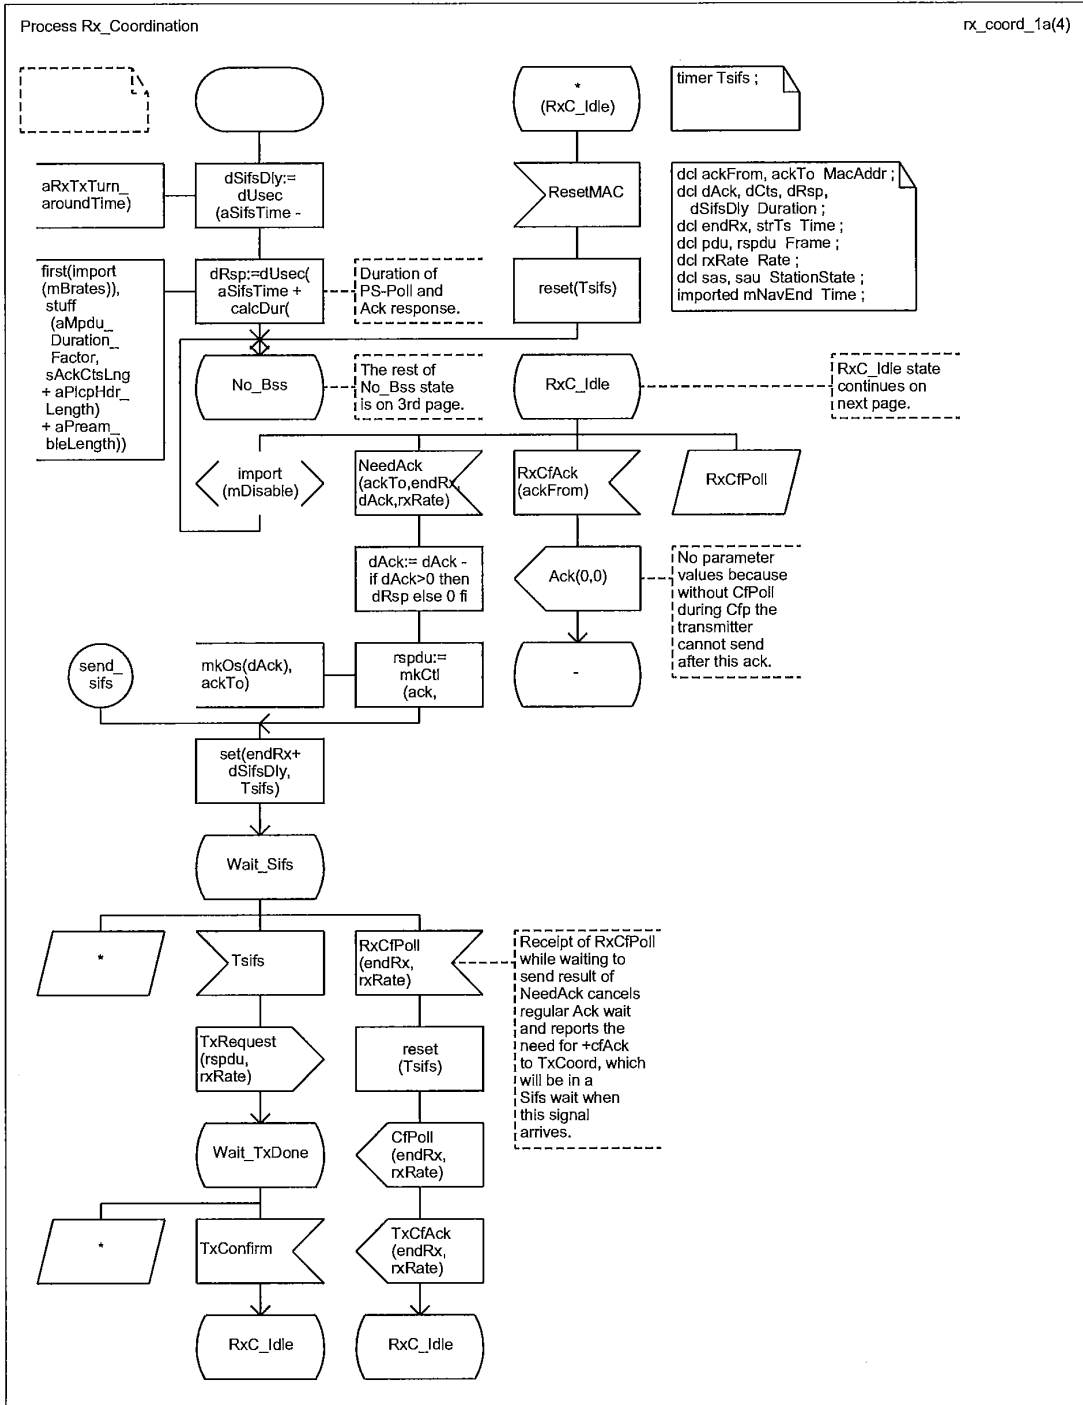 Process Rx_Coordination
rx_coord_1a(4)
*
(RxC_Idle)
timer Tsifs ;
aRxTxTurn_
aroundTime)
dSifsDly:=
dUsec
(aSifsTime -
ResetMAC
dcl ackFrom, ackTo MacAddr ;
dcl dAck, dCts, dRsp,
dSifsDly Duration ;
dcl endRx, strTs Time ;
dcl pdu, rspdu Frame ;
dcl rxRate Rate ;
dcl sas, sau StationState ;
imported mNavEnd Time ;
first(import
(mBrates)),
stuff
(aMpdu_
Duration_
Factor,
sAckCtsLng
+ aPlcpHdr_
Length)
+ aPream_
bleLength))
dRsp:=dUsec(
aSifsTime +
calcDur(
Duration of
PS-Poll and
Ack response.
reset(Tsifs)
No_Bss
The rest of
No_Bss state
is on 3rd page.
RxC_Idle
RxC_Idle state
continues on
next page.
import
(mDisable)
NeedAck
(ackTo,endRx,
dAck,rxRate)
RxCfAck
(ackFrom)
RxCfPoll
dAck:= dAck -
if dAck>0 then
dRsp else 0 fi
Ack(0,0)
No parameter
values because
without CfPoll
during Cfp the
transmitter
cannot send
after this ack.
send_
sifs
mkOs(dAck),
ackTo)
rspdu:=
mkCtl
(ack,
-
set(endRx+
dSifsDly,
Tsifs)
Wait_Sifs
*
Tsifs
RxCfPoll
(endRx,
rxRate)
Receipt of RxCfPoll
while waiting to
send result of
NeedAck cancels
regular Ack wait
and reports the
need for +cfAck
to TxCoord, which
will be in a
Sifs wait when
this signal
arrives.
TxRequest
(rspdu,
rxRate)
reset
(Tsifs)
Wait_TxDone
CfPoll
(endRx,
rxRate)
*
TxConfirm
TxCfAck
(endRx,
rxRate)
RxC_Idle
RxC_Idle